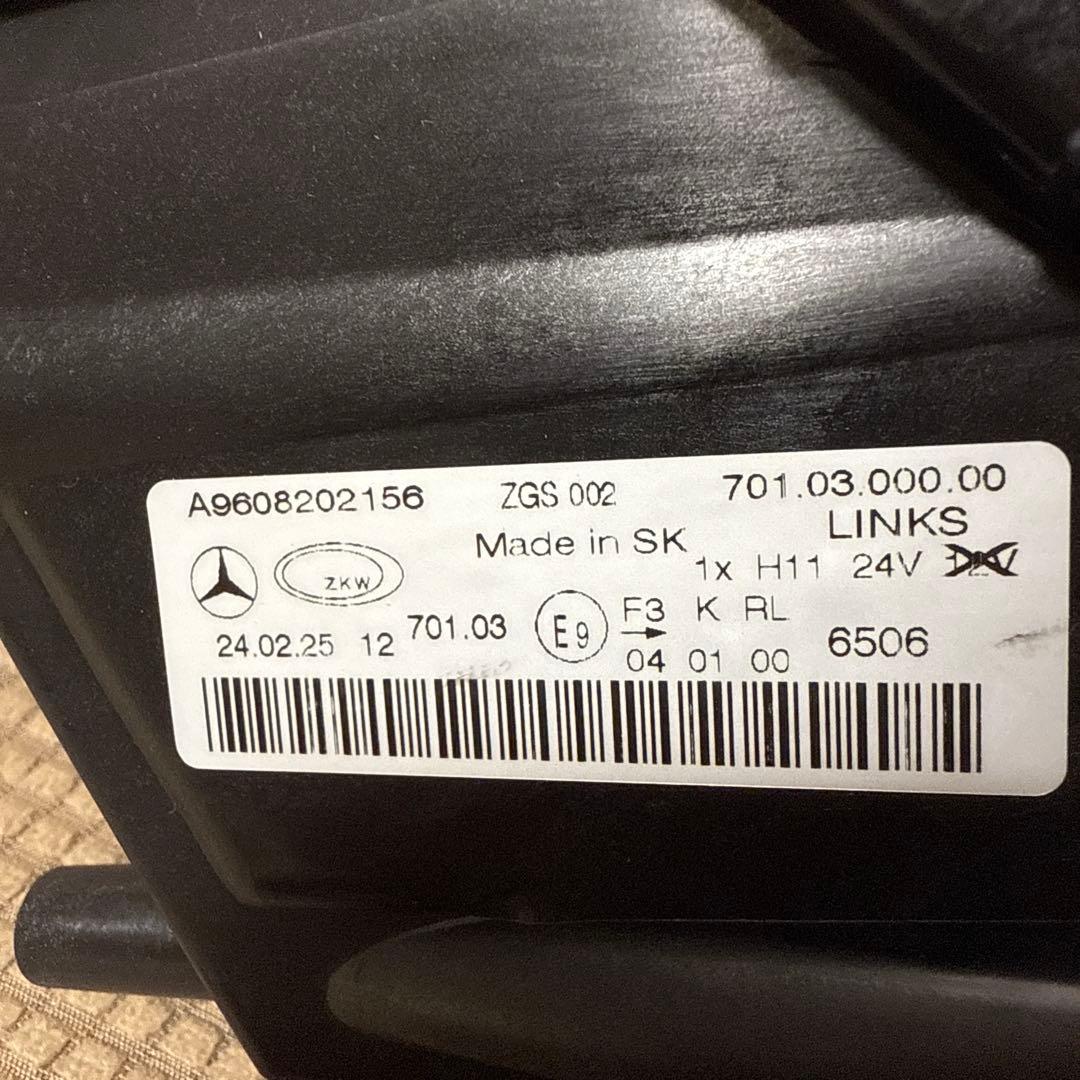 A9608202156 ZGS 002 701.03.000.00
Made in SK LINKS
ZKW 1x H11 24V 12V
24.02.25 12 701.03 E9 F3 K RL 6506
04 01 00